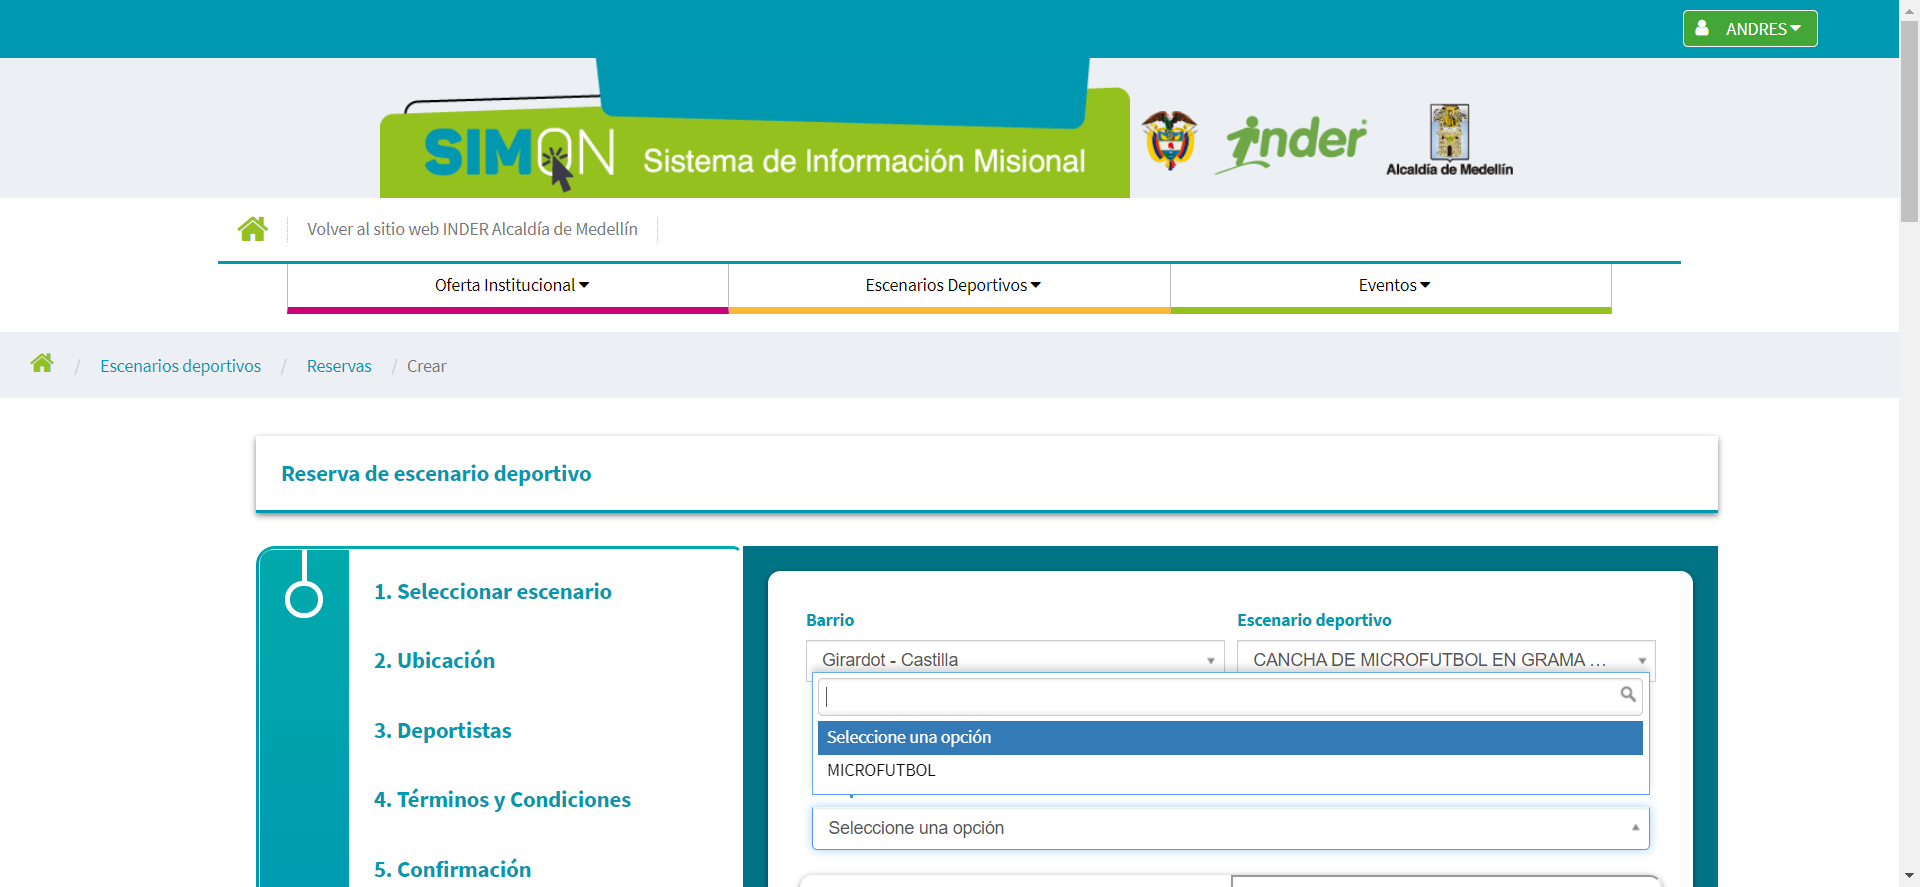 ANDRES
SIMON Sistema de Información Misional
inder
Alcaldía de Medellín
Volver al sitio web INDER Alcaldía de Medellín
Oferta Institucional
Escenarios Deportivos
Eventos
/ Escenarios deportivos / Reservas / Crear
Reserva de escenario deportivo
1. Seleccionar escenario
2. Ubicación
3. Deportistas
4. Términos y Condiciones
5. Confirmación
Barrio
Escenario deportivo
Girardot - Castilla
CANCHA DE MICROFUTBOL EN GRAMA ...
Seleccione una opción
MICROFUTBOL
Seleccione una opción